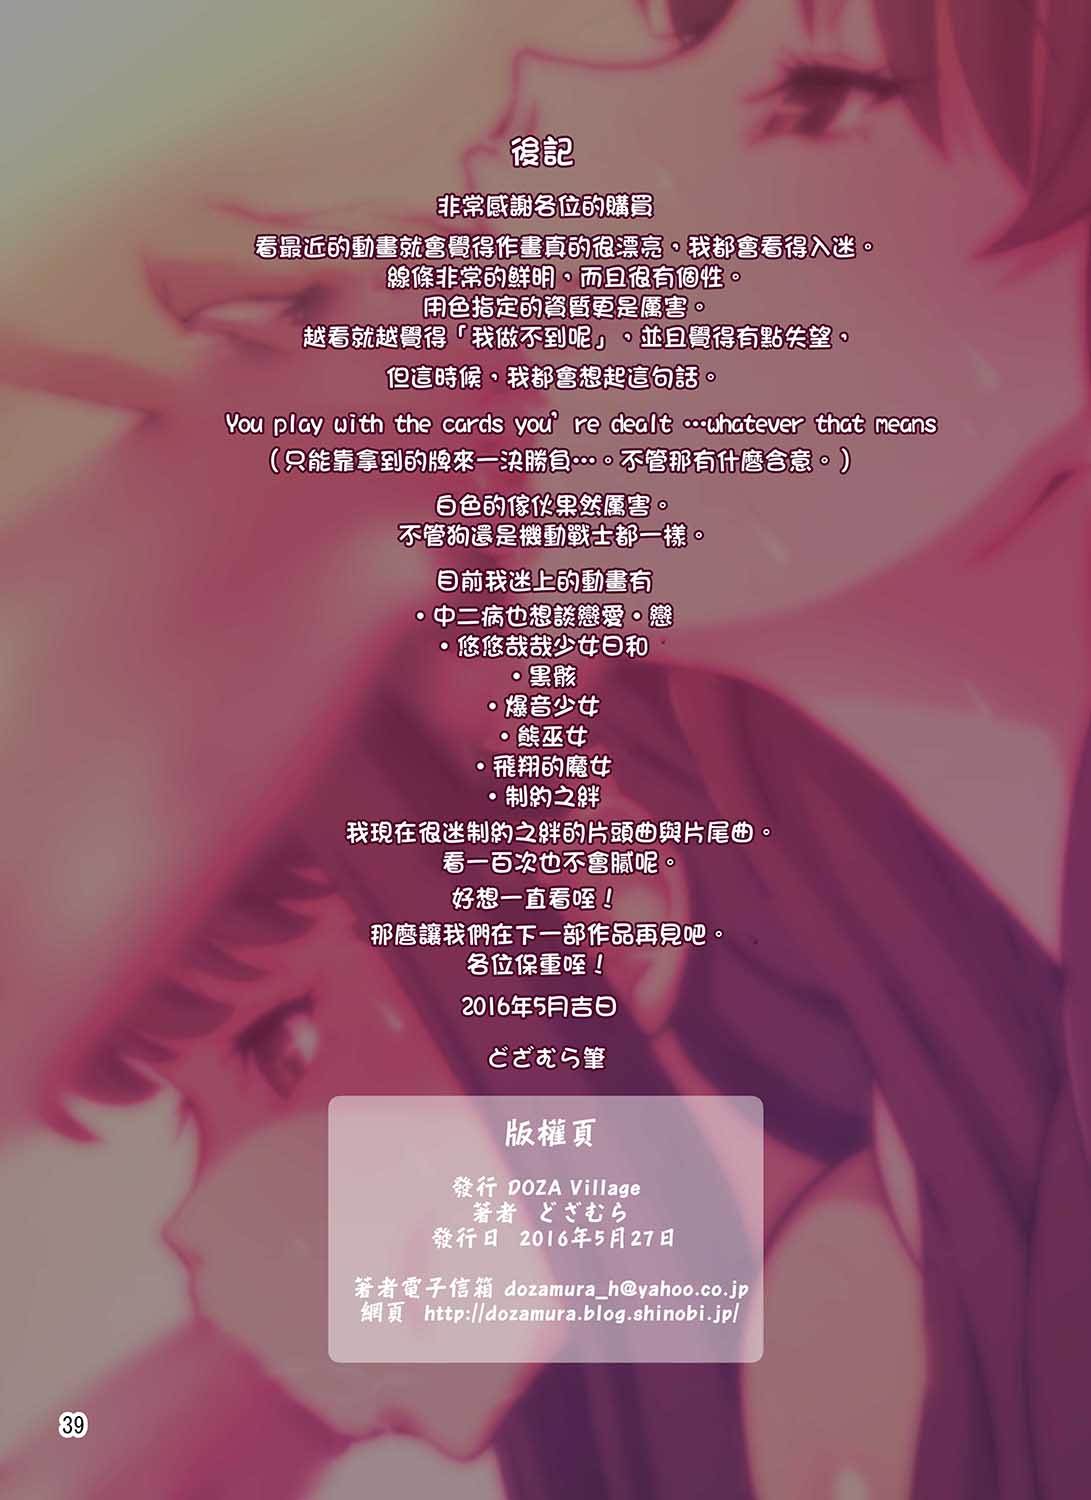 後記
非常感謝各位的購買
看最近的動畫就會覺得作畫真的很漂亮，我都會看得入迷。
線條非常的鮮明，而且很有個性。
用色指定的資質更是厲害。
越看就越覺得「我做不到呢」，並且覺得有點失望，
但這時候，我都會想起這句話。
You play with the cards you're dealt …whatever that means
（只能靠拿到的牌來一決勝負…。不管那有什麼含意。）
白色的傢伙果然厲害。
不管狗還是機動戰士都一樣。
目前我迷上的動畫有
・中二病也想談戀愛・戀
・悠悠哉哉少女日和
・黑骸
・爆音少女
・熊巫女
・飛翔的魔女
・制約之絆
我現在很迷制約之絆的片頭曲與片尾曲。
看一百次也不會膩呢。
好想一直看咥！
那麼讓我們在下一部作品再見吧。
各位保重咥！
2016年5月吉日
どざむら筆
版權頁
發行 DOZA Village
著者 どざむら
發行日 2016年5月27日
著者電子信箱 dozamura_h@yahoo.co.jp
網頁 http://dozamura.blog.shinobi.jp/
39